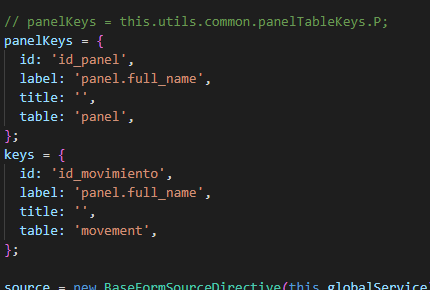 // panelKeys = this.utils.common.panelTableKeys.P;
panelKeys = {
id: 'id_panel',
label: 'panel.full_name',
title: '',
table: 'panel',
};
keys = {
id: 'id_movimiento',
label: 'panel.full_name',
title: '',
table: 'movement',
};
source = new BaseFormSourceDirective(this.globalService